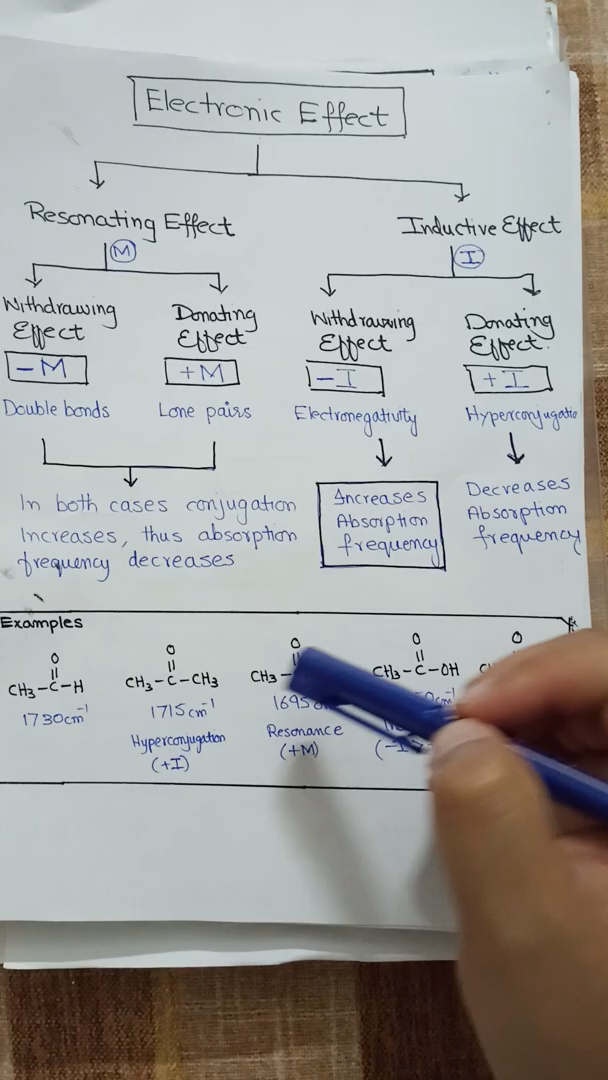 Electronic Effect
Resonating Effect
Inductive Effect
M
I
Withdrawing
Effect
-M
Donating
Effect
+M
Withdrawing
Effect
-I
Donating
Effect.
+I
Double bonds
Lone pairs
Electronegativity
Hyperconjugatio
In both cases conjugation
Increases, thus absorption
frequency decreases
Increases
Absorption
frequency
Decreases
Absorption
frequency
Examples
O
||
CH3-C-H
1730cm-1
O
||
CH3-C-CH3
1715cm-1
Hyperconjugation
(+I)
O
||
CH3-
1695
Resonance
(+M)
O
||
CH3-C-OH
0cm-1
(-I
O
||